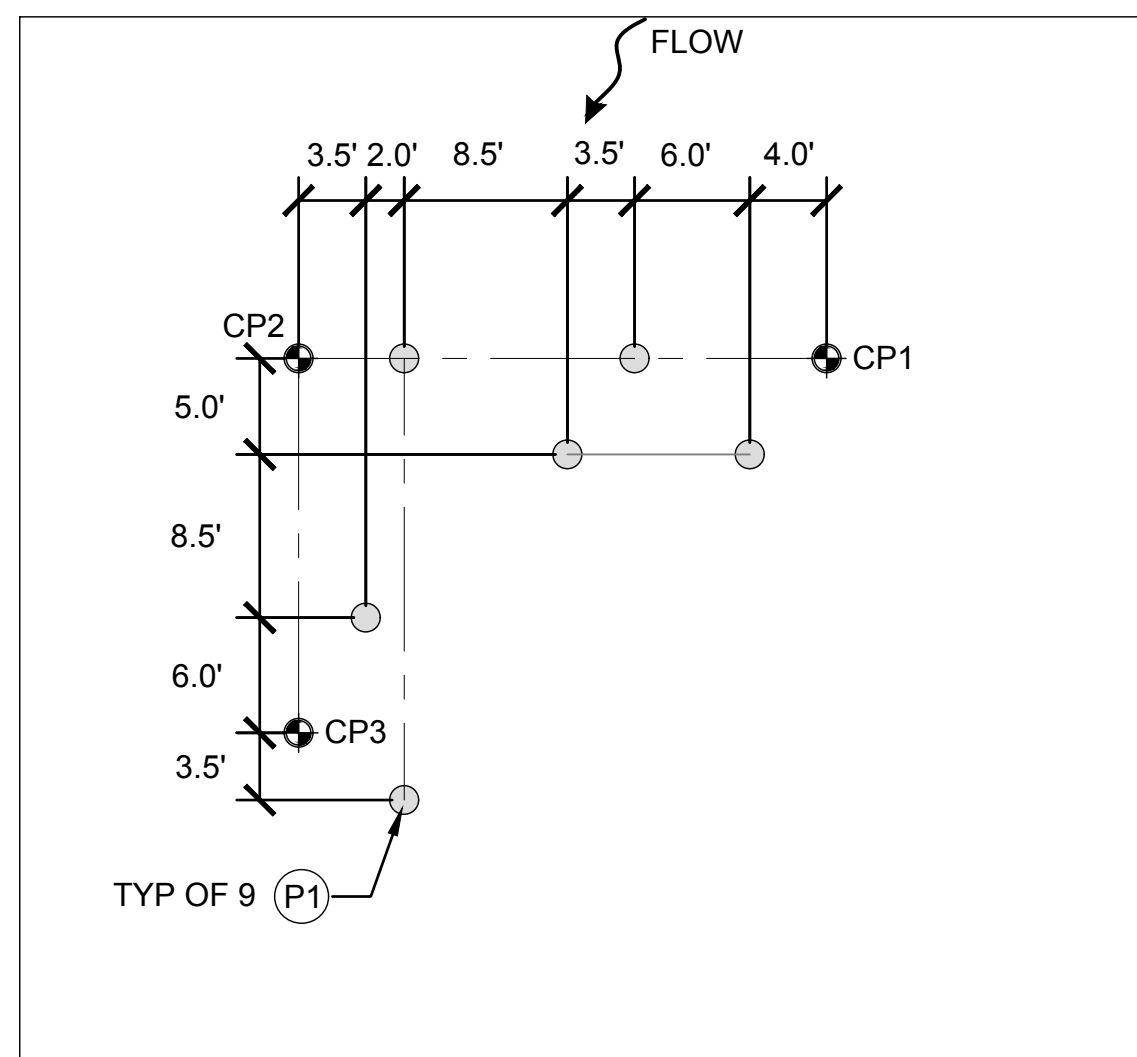 FLOW
3.5' 2.0' 8.5' 3.5' 6.0' 4.0'
CP2
CP1
5.0'
8.5'
6.0'
CP3
3.5'
TYP OF 9 P1